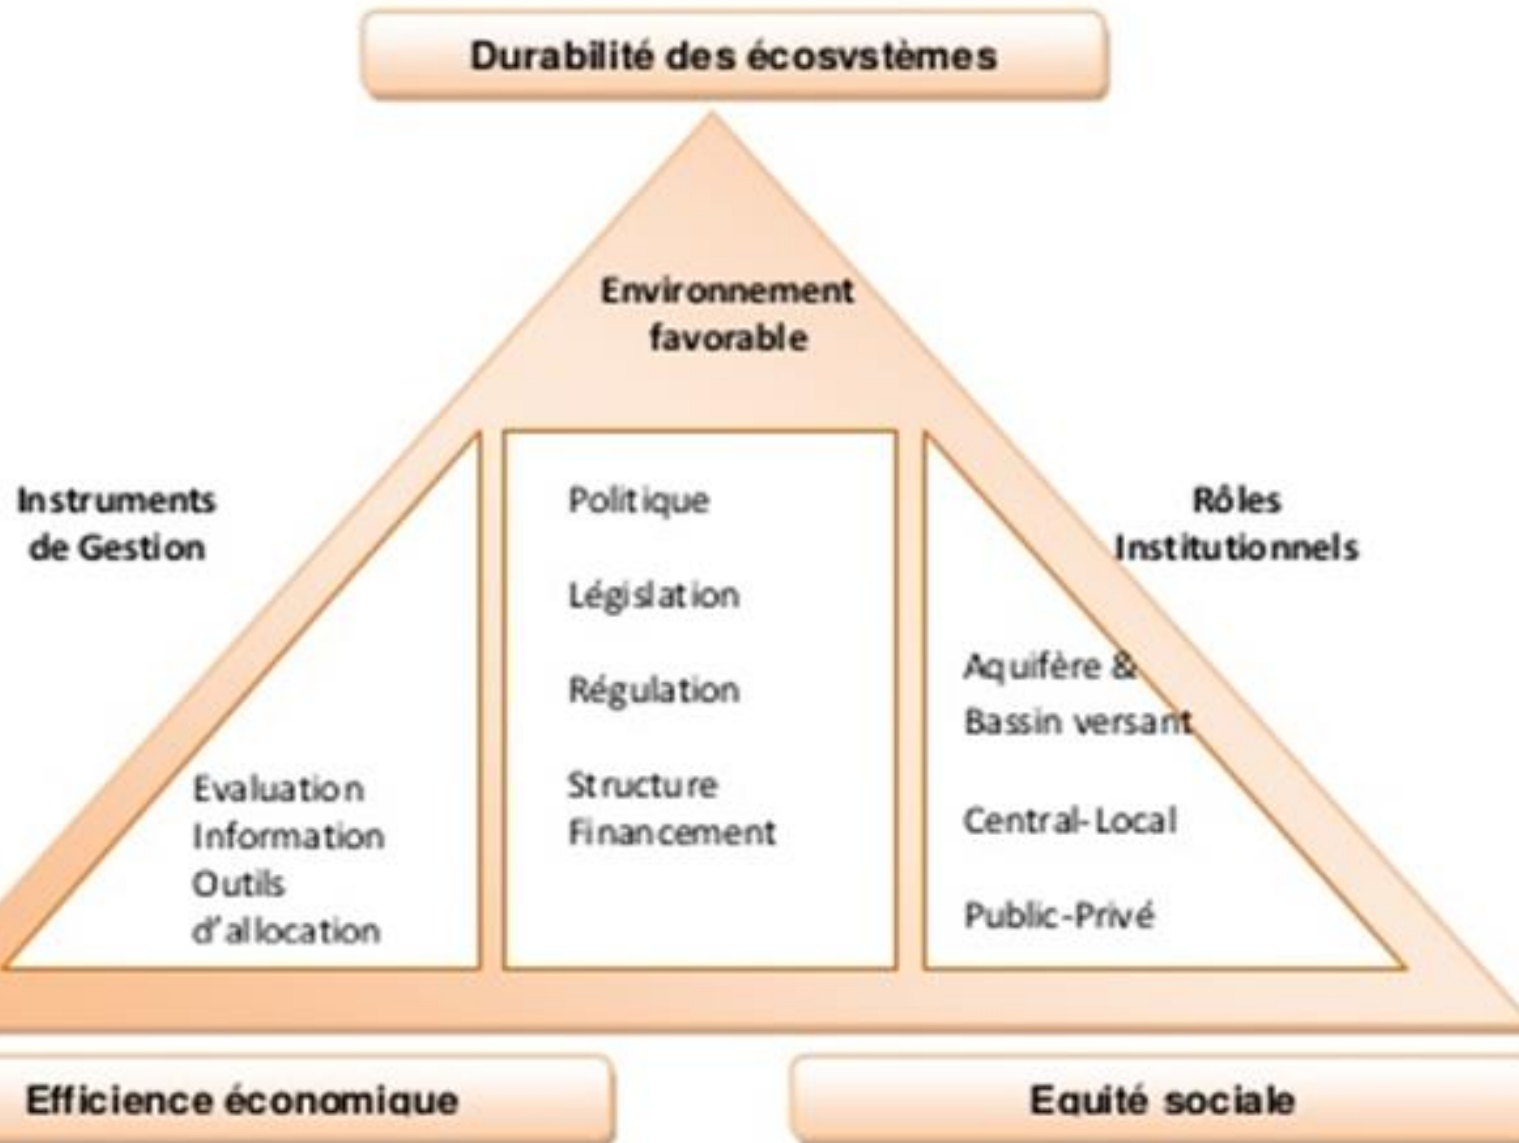 Durabilité des écosystèmes
Environnement
favorable
Instruments
de Gestion
Politique
Législation
Régulation
Structure
Financement
Rôles
Institutionnels
Aquifère &
Bassin versant
Central-Local
Public-Privé
Evaluation
Information
Outils
d'allocation
Efficience économique
Equité sociale